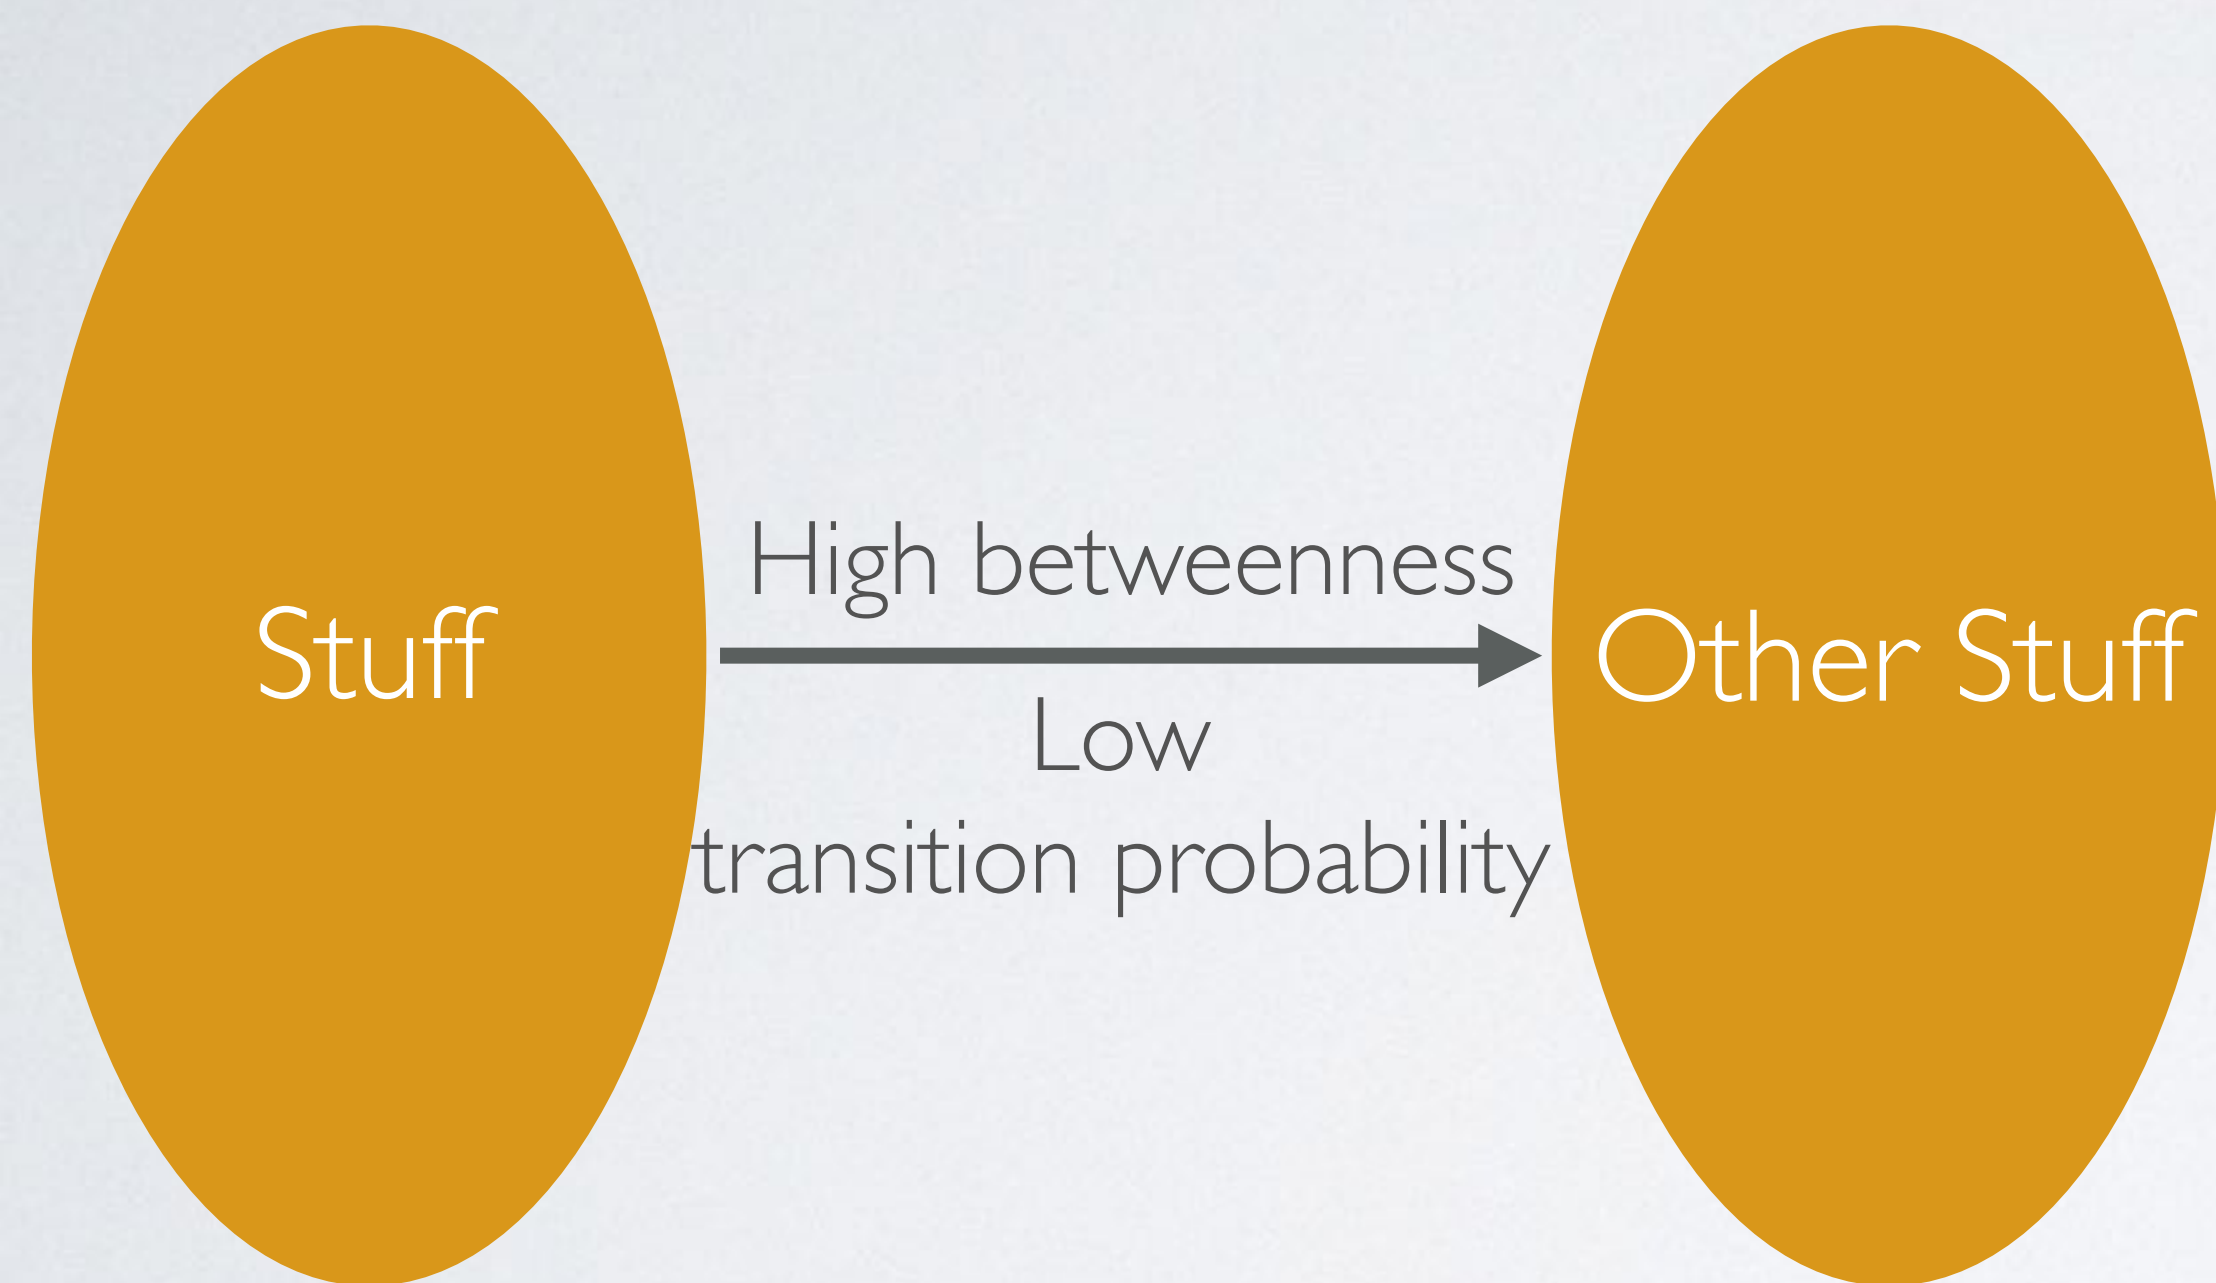 Stuff
High betweenness
Low
transition probability
Other Stuff